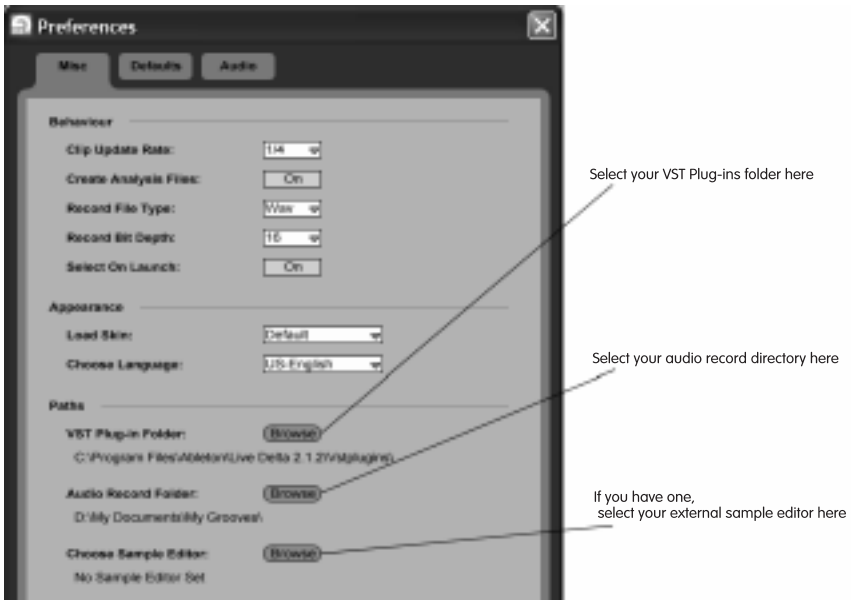 Preferences
Misc Defaults Audio
Behaviour
Clip Update Rate: 1/4
Create Analysis Files: On
Record File Type: Wav
Record Bit Depth: 16
Select On Launch: On
Select your VST Plug-ins folder here
Appearance
Load Skin: Default
Choose Language: US-English
Select your audio record directory here
Paths
VST Plug-in Folder: Browse
C:\Program Files\Ableton\Live Delta 2.1.2\Vstplugins\
Audio Record Folder: Browse
D:\My Documents\My Grooves\
If you have one,
select your external sample editor here
Choose Sample Editor: Browse
No Sample Editor Set